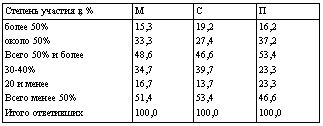 Степень участия в % М С П
более 50% 15,3 19,2 16,2
около 50% 33,3 27,4 37,2
Всего 50% и более 48,6 46,6 53,4
30-40% 34,7 39,7 23,3
20 и менее 16,7 13,7 23,3
Всего менее 50% 51,4 53,4 46,6
Итого ответивших 100,0 100,0 100,0